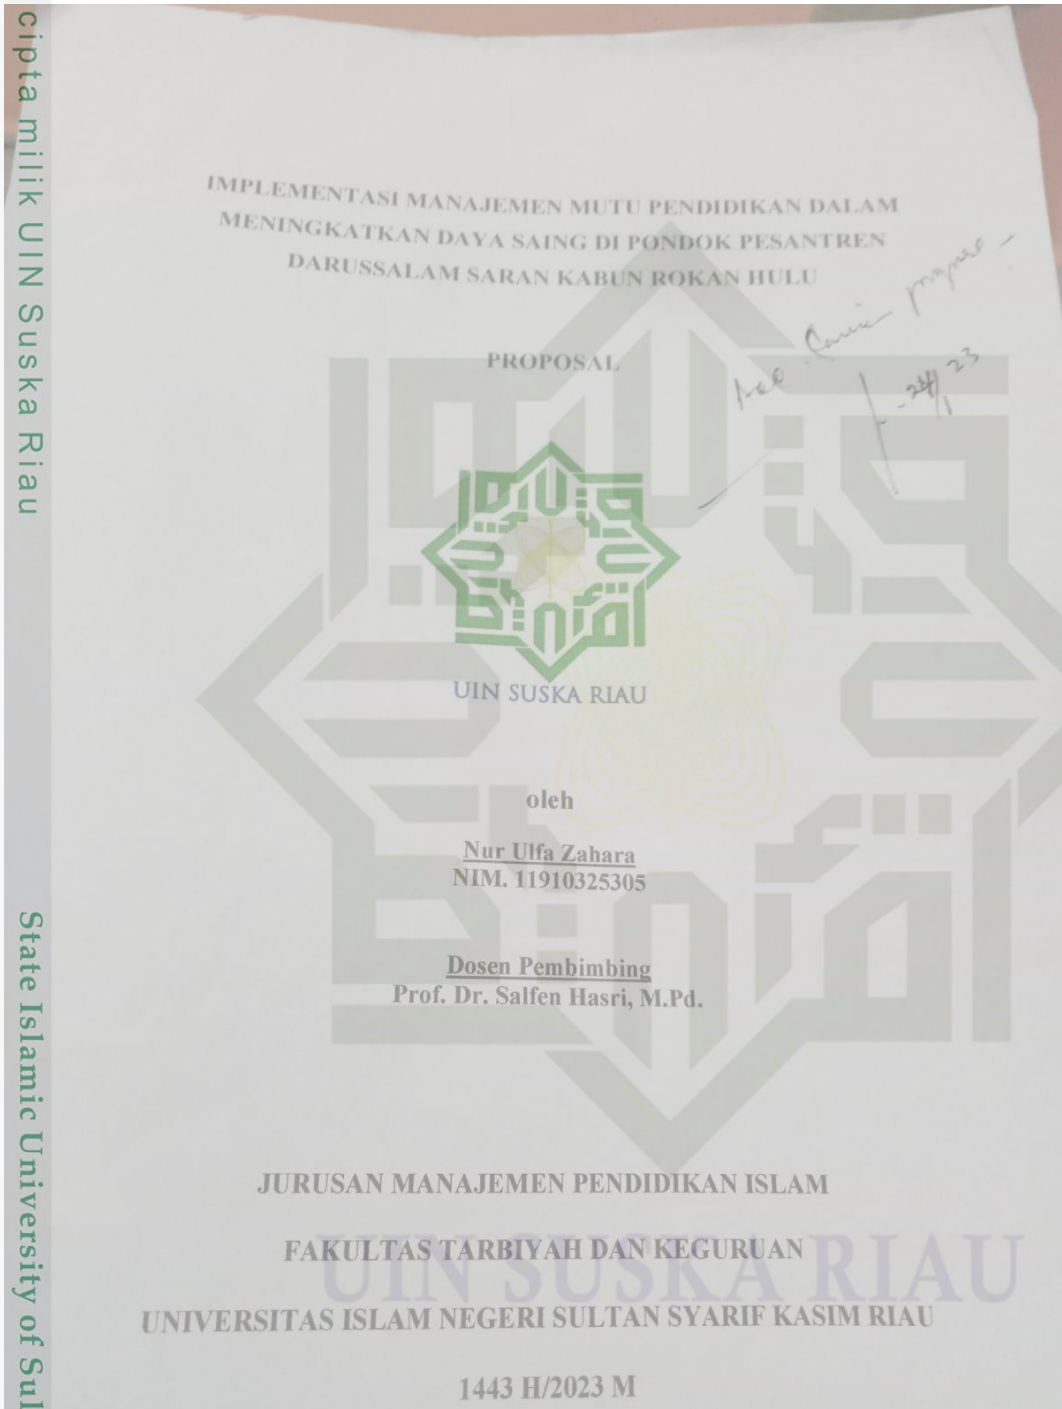 IMPLEMENTASI MANAJEMEN MUTU PENDIDIKAN DALAM
MENINGKATKAN DAYA SAING DI PONDOK PESANTREN
DARUSSALAM SARAN KABUN ROKAN HULU
PROPOSAL
23
UIN SUSKA RIAU
oleh
Nur Ulfa Zahara
NIM. 11910325305
Dosen Pembimbing
Prof. Dr. Salfen Hasri, M.Pd.
JURUSAN MANAJEMEN PENDIDIKAN ISLAM
FAKULTAS TARBIYAH DAN KEGURUAN
UNIVERSITAS ISLAM NEGERI SULTAN SYARIF KASIM RIAU
1443 H/2023 M
UIN SUSKA RIAU
cipta milik UIN Suska Riau
State Islamic University of Sul